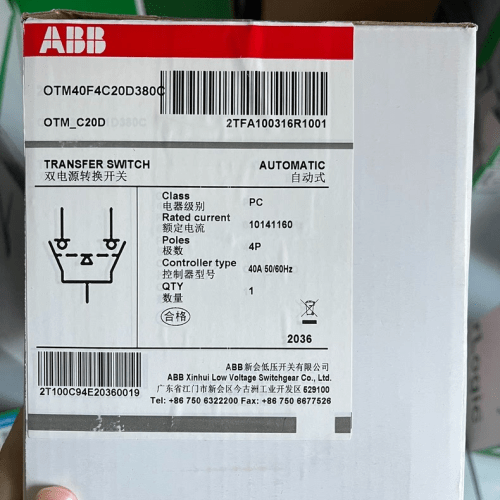 ABB
OTM40F4C20D380C
OTM_C20D
2TFA100316R1001
TRANSFER SWITCH AUTOMATIC
双电源转换开关 自动式
Class PC
电器级别
Rated current 10141160
额定电流
Poles 4P
极数
Controller type 40A 50/60Hz
控制器型号
QTY 1
数量
合格
2036
ABB新会低压开关有限公司
ABB Xinhui Low Voltage Switchgear Co., Ltd.
2T100C94E20360019
广东省江门市新会区今古洲工业开发区 529100
Tel: +86 750 6322200 Fax: +86 750 6677526